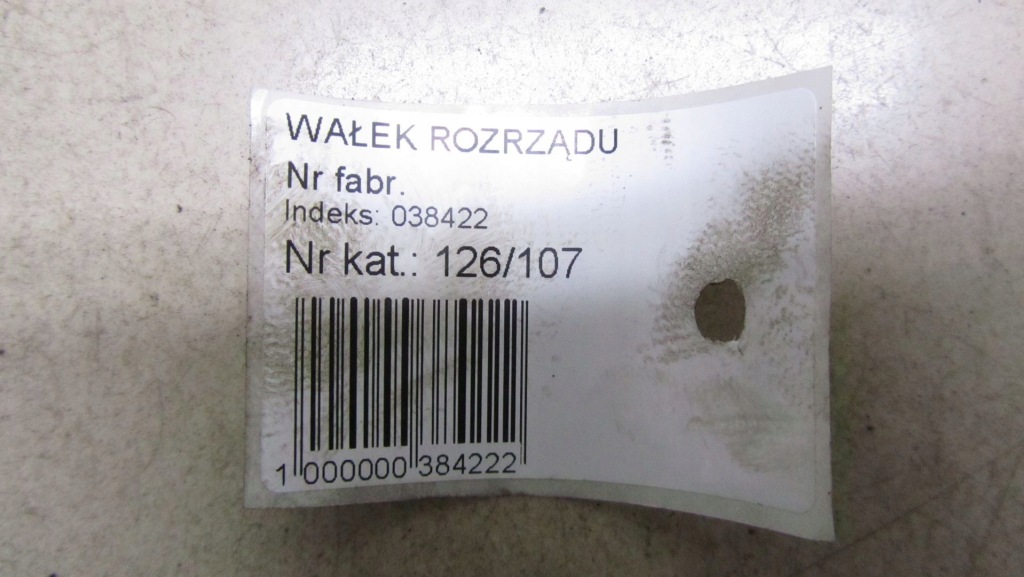 WAŁEK ROZRZĄDU
Nr fabr.
Indeks: 038422
Nr kat.: 126/107
1 000000 384222